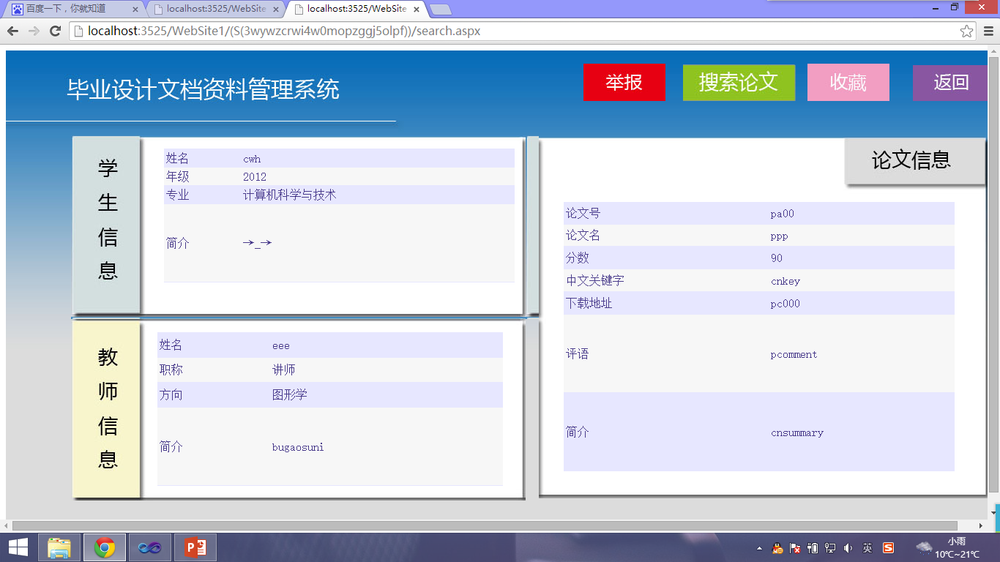 百度一下，你就知道
localhost:3525/WebSite
localhost:3525/WebSite
localhost:3525/WebSite1/(S(3wywzcrwi4w0mopzggj5olpf))/search.aspx
毕业设计文档资料管理系统
举报
搜索论文
收藏
返回
学
生
信
息
姓名 cwh
年级 2012
专业 计算机科学与技术
简介 →_→
教
师
信
息
姓名 eee
职称 讲师
方向 图形学
简介 bugaosuni
论文信息
论文号 pa00
论文名 ppp
分数 90
中文关键字 cnkey
下载地址 pc000
评语 pcomment
简介 cnsummary
英
小雨
10℃~21℃